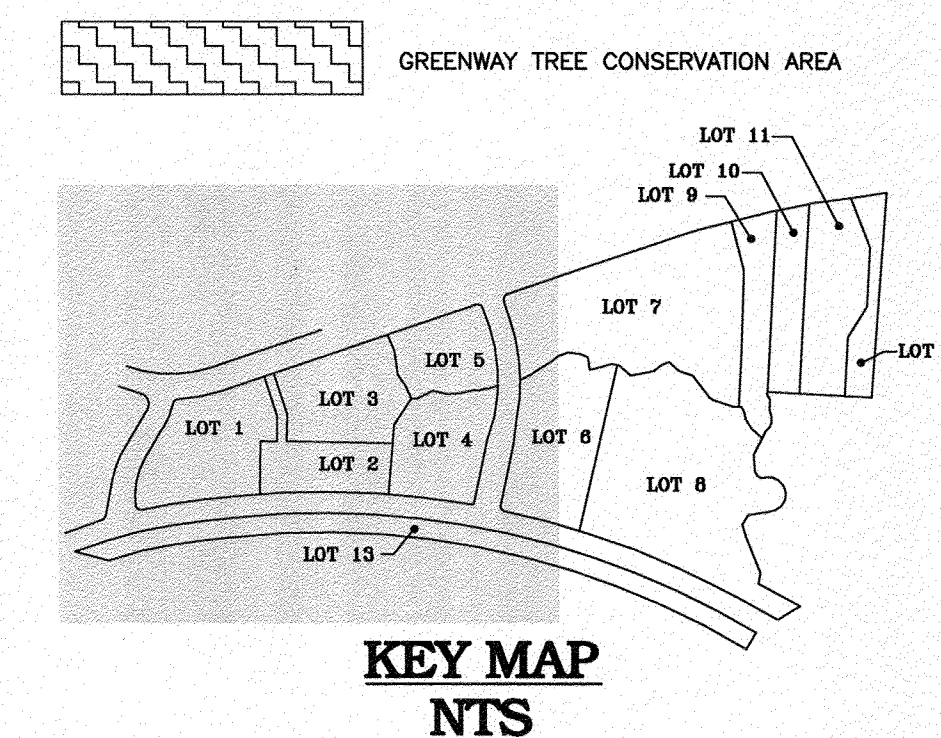 GREENWAY TREE CONSERVATION AREA
LOT 11
LOT 10
LOT 9
LOT 7
LOT
LOT 5
LOT 3
LOT 1
LOT 4
LOT 6
LOT 2
LOT 8
LOT 13
KEY MAP
NTS